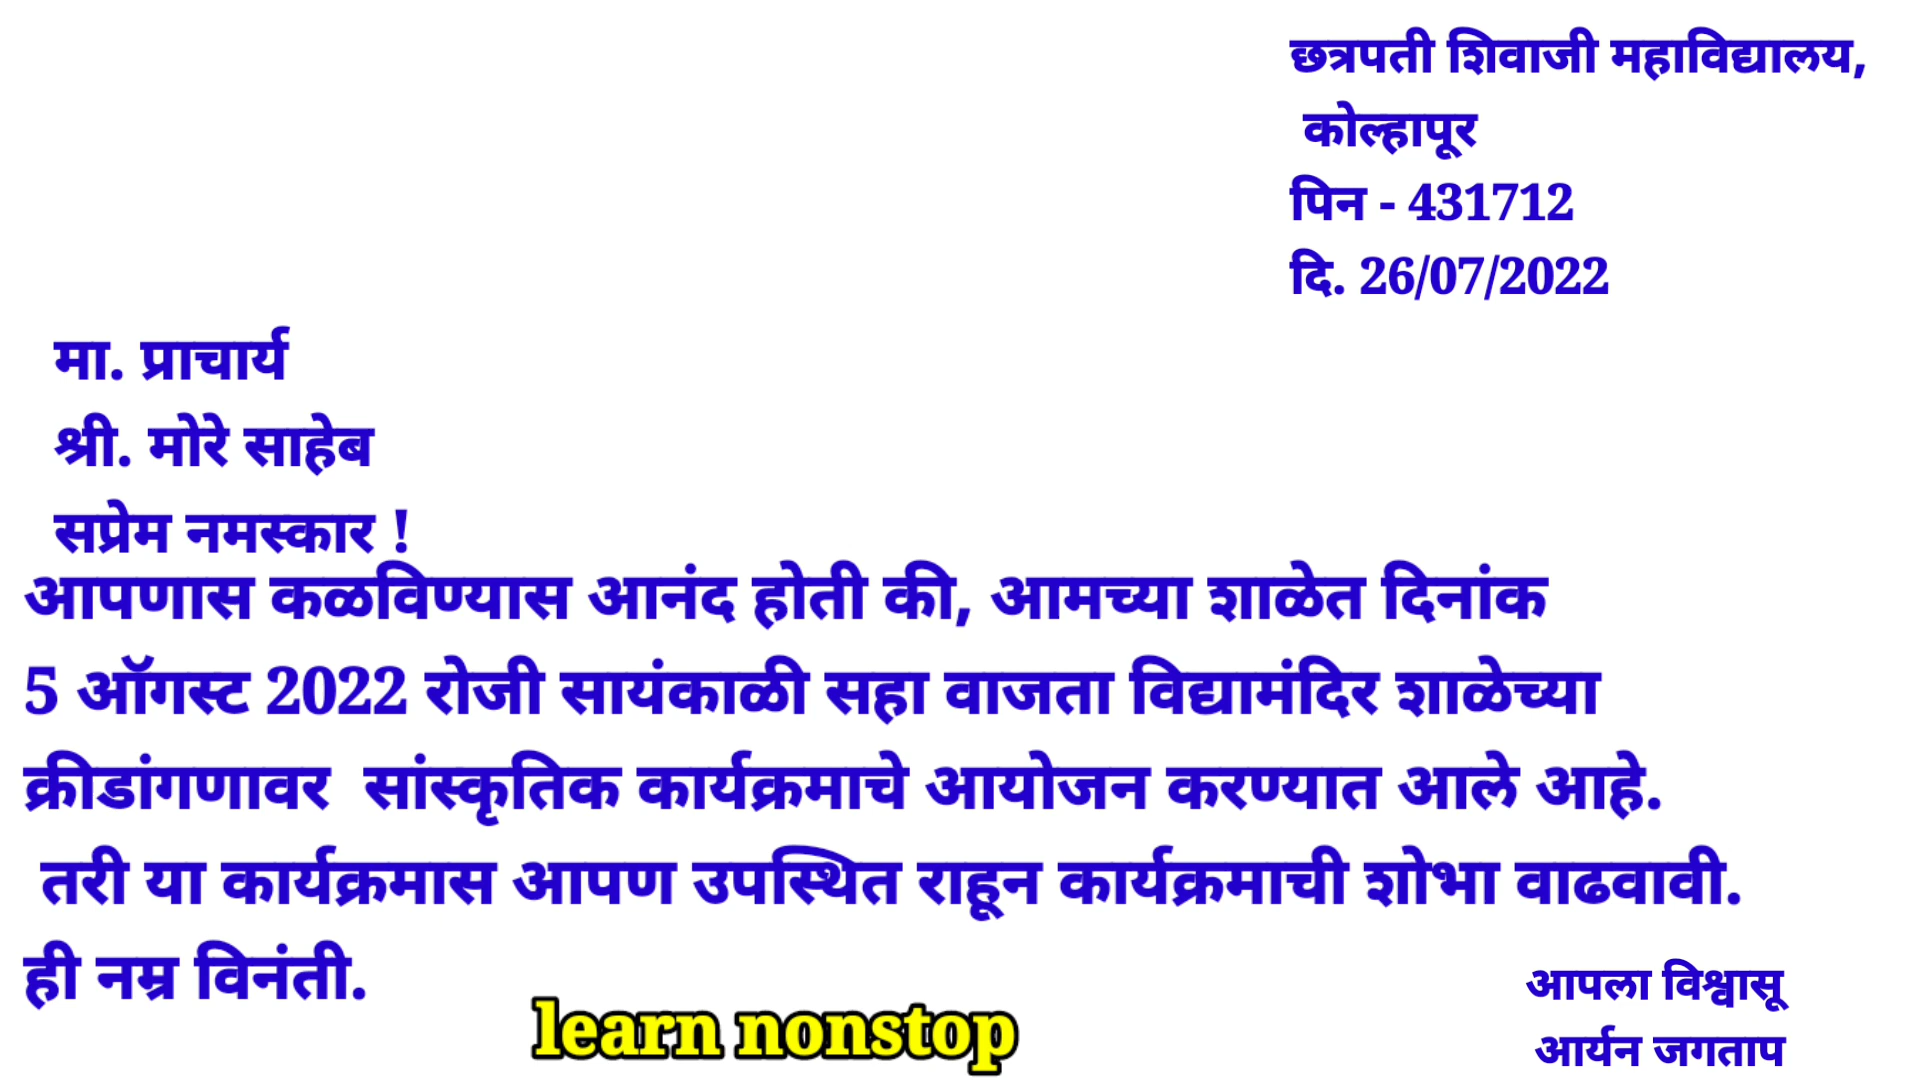 छत्रपती शिवाजी महाविद्यालय,
कोल्हापूर
पिन - 431712
दि. 26/07/2022
मा. प्राचार्य
श्री. मोरे साहेब
सप्रेम नमस्कार !
आपणास कळविण्यास आनंद होती की, आमच्या शाळेत दिनांक
5 ऑगस्ट 2022 रोजी सायंकाळी सहा वाजता विद्यामंदिर शाळेच्या
क्रीडांगणावर सांस्कृतिक कार्यक्रमाचे आयोजन करण्यात आले आहे.
तरी या कार्यक्रमास आपण उपस्थित राहून कार्यक्रमाची शोभा वाढवावी.
ही नम्र विनंती.
आपला विश्वासू
आर्यन जगताप
learn nonstop